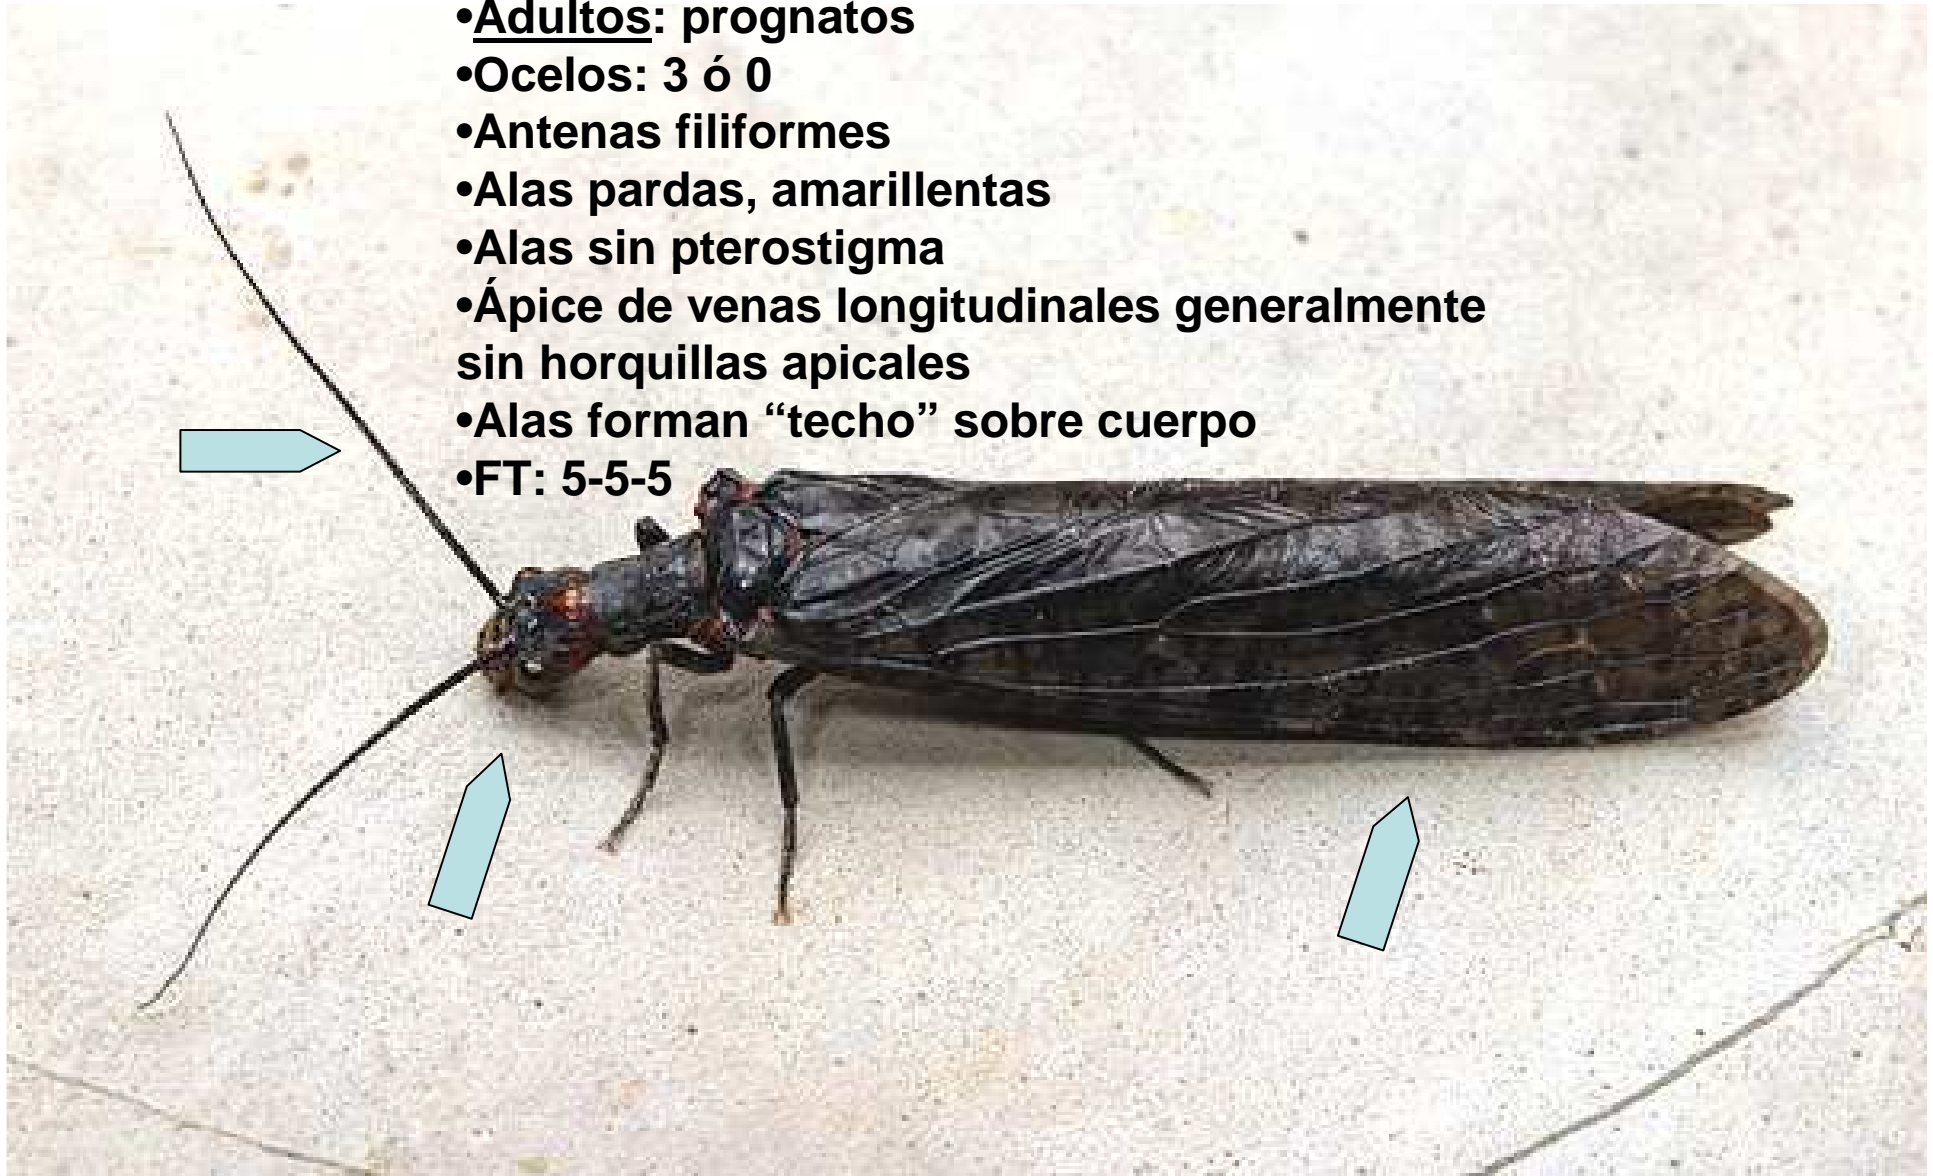 •Adultos: prognatos
•Ocelos: 3 ó 0
•Antenas filiformes
•Alas pardas, amarillentas
•Alas sin pterostigma
•Ápice de venas longitudinales generalmente
sin horquillas apicales
•Alas forman “techo” sobre cuerpo
•FT: 5-5-5